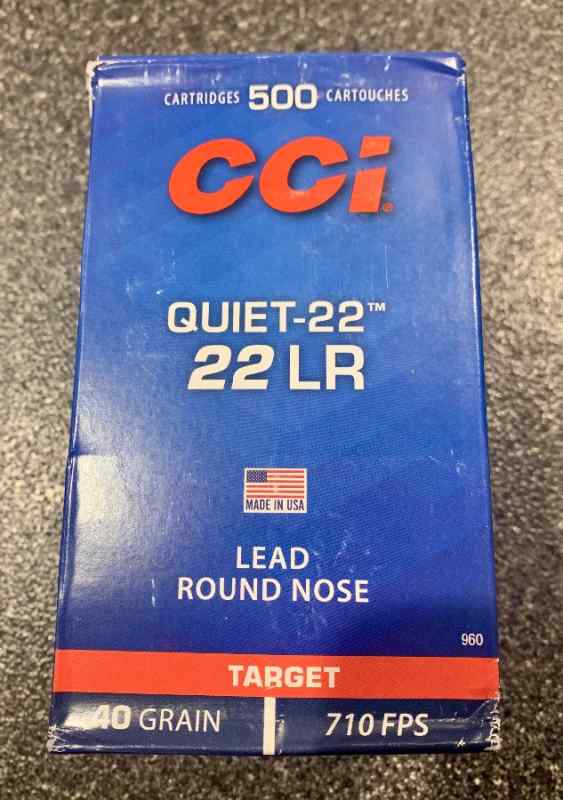 CARTRIDGES 500 CARTOUCHES
CCi®
QUIET-22™
22 LR
MADE IN USA
LEAD
ROUND NOSE
960
TARGET
40 GRAIN 710 FPS